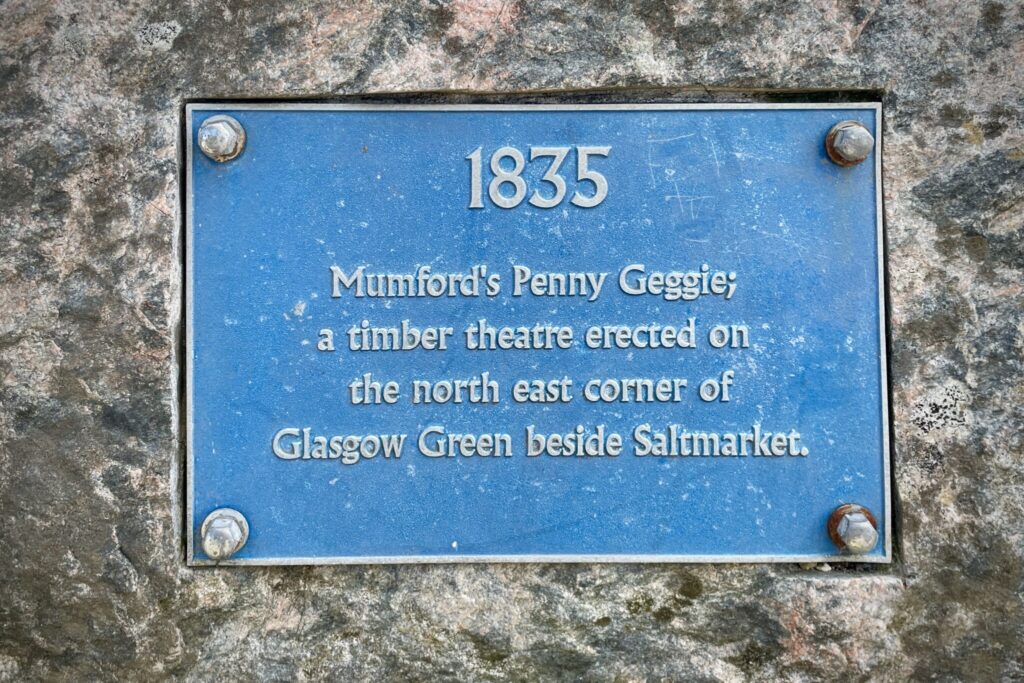 1835
Mumford's Penny Geggie;
a timber theatre erected on
the north east corner of
Glasgow Green beside Saltmarket.